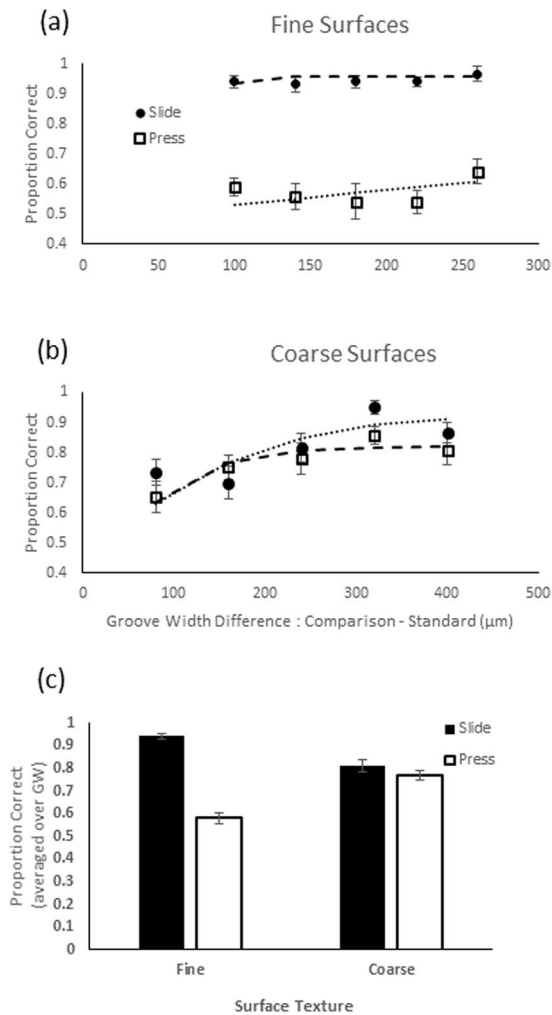 (a)
Fine Surfaces
Proportion Correct
1
0.9
0.8
0.7
0.6
0.5
0.4
Slide
Press
0 50 100 150 200 250 300
(b)
Coarse Surfaces
Proportion Correct
1
0.9
0.8
0.7
0.6
0.5
0.4
0 100 200 300 400 500
Groove Width Difference : Comparison - Standard (µm)
(c)
Proportion Correct
(averaged over GW)
1
0.9
0.8
0.7
0.6
0.5
0.4
0.3
0.2
0.1
0
Slide
Press
Fine Coarse
Surface Texture